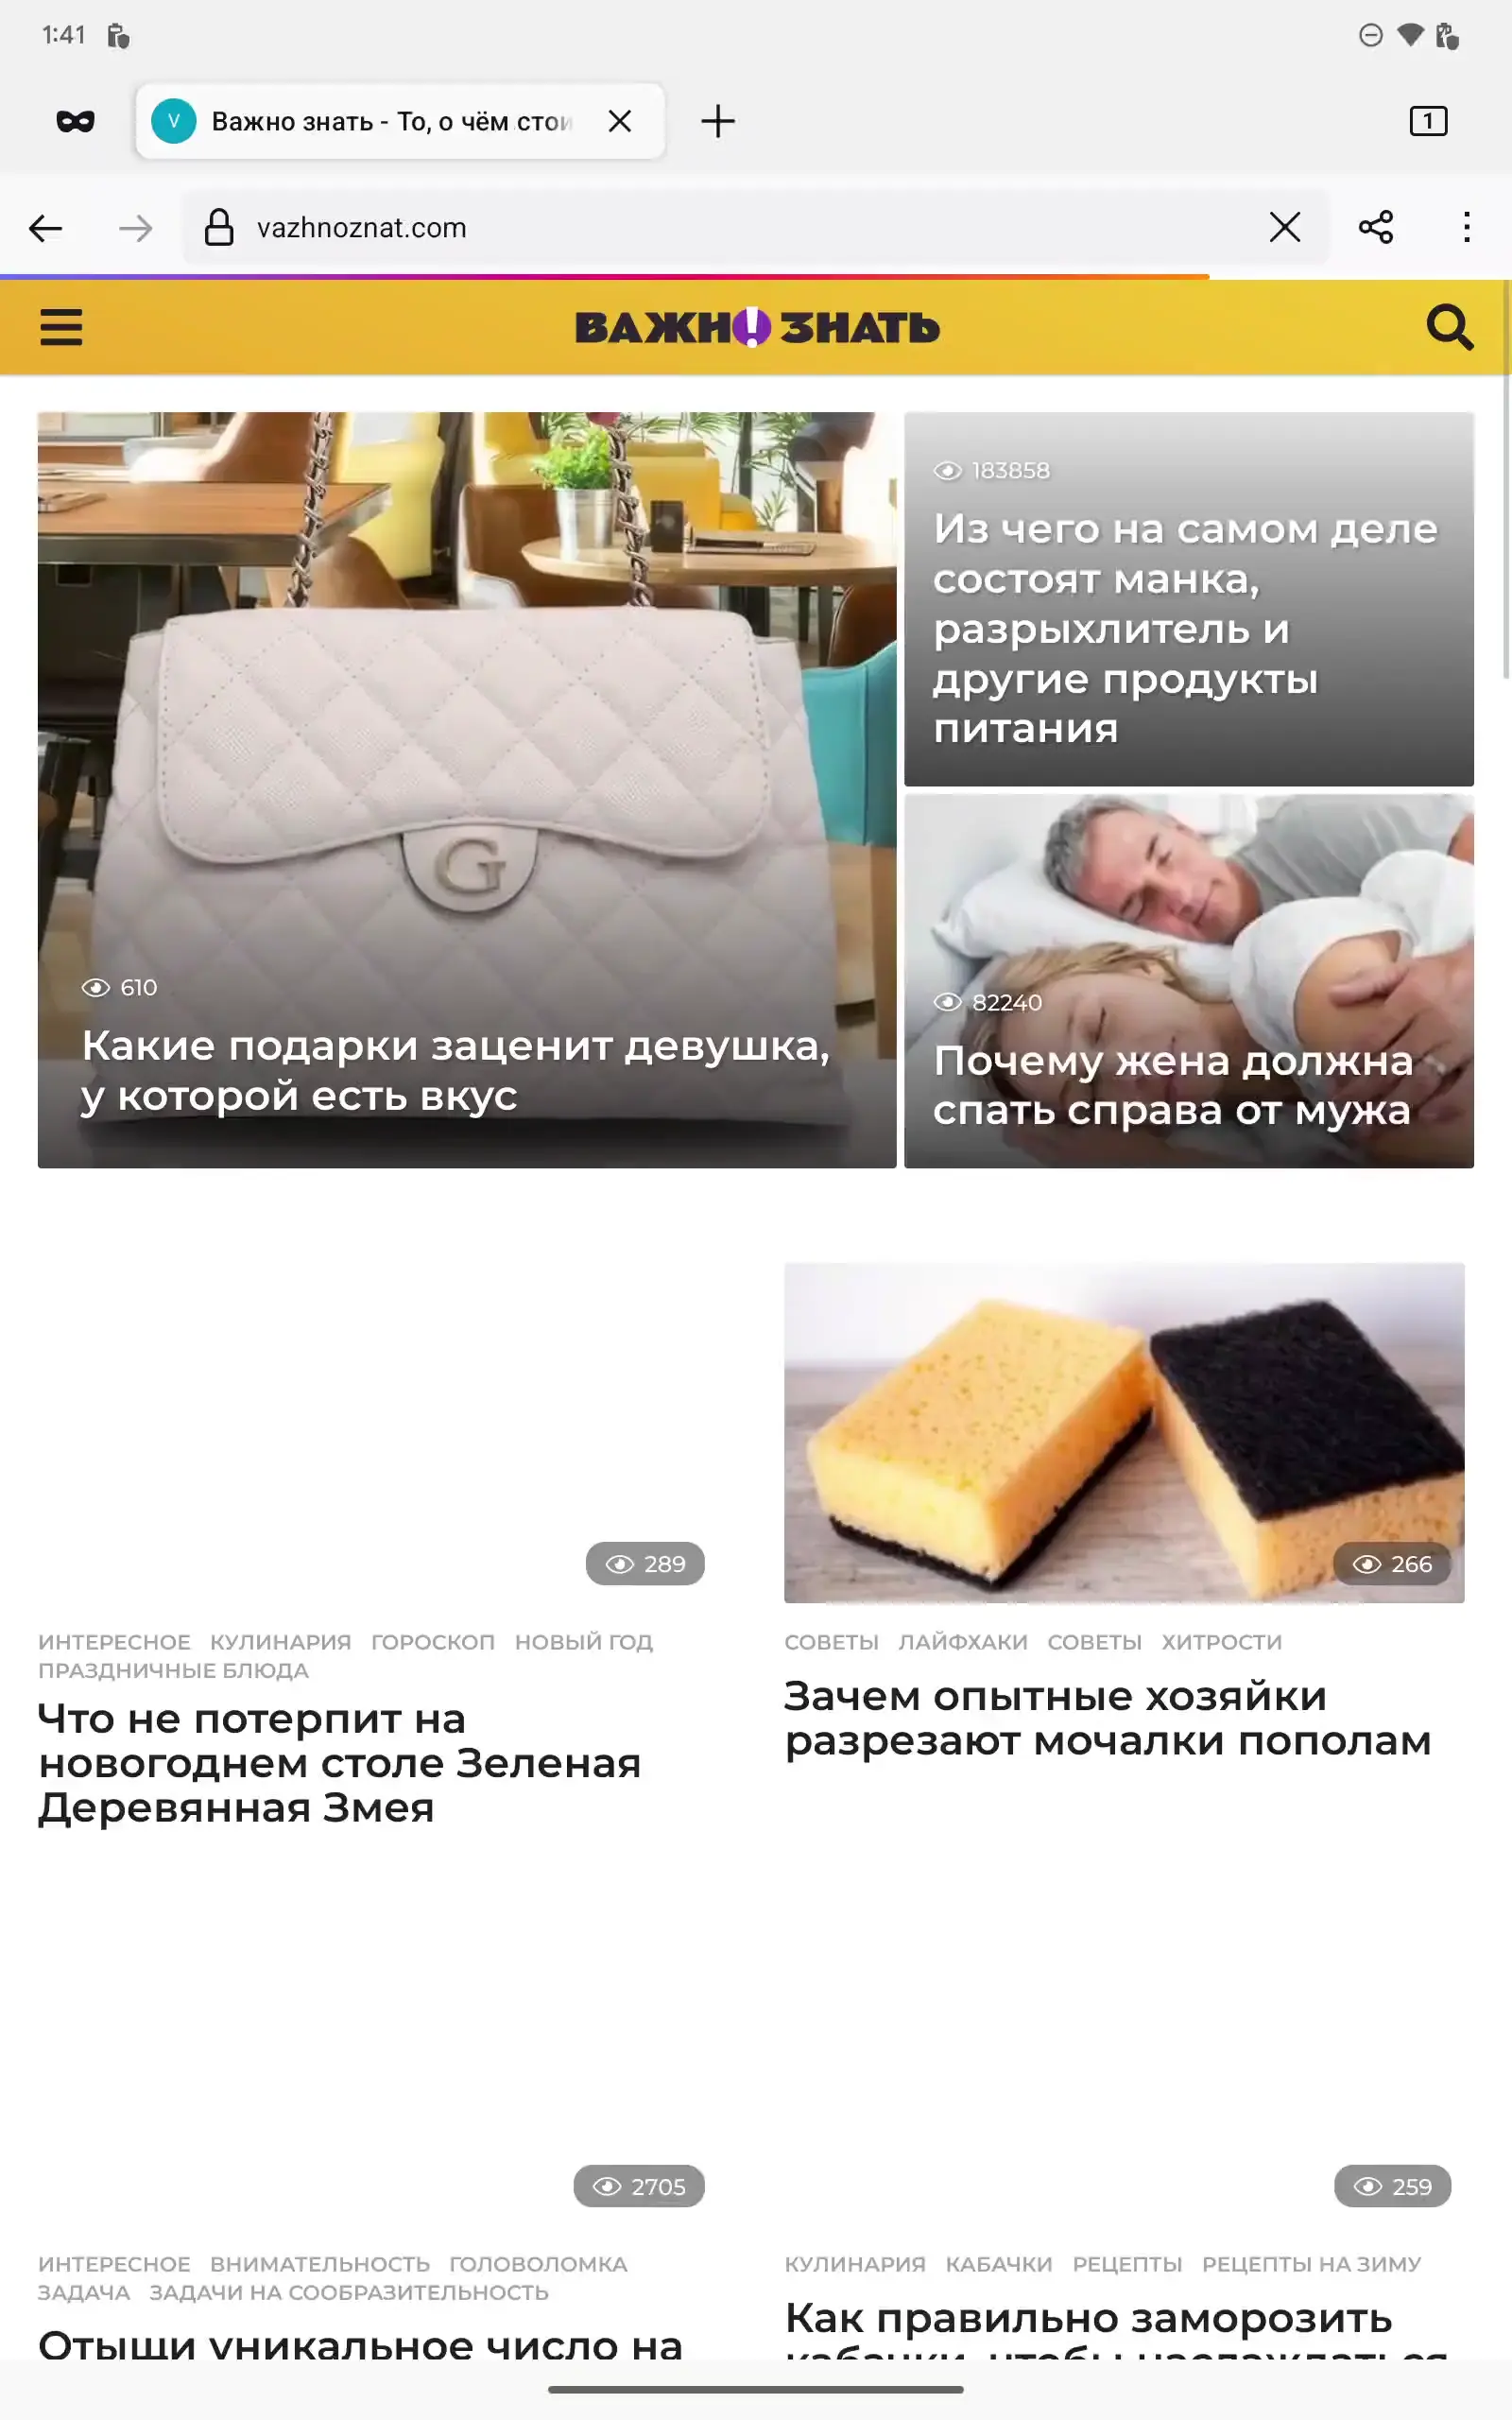 1:41
V
Важно знать - То, о чём стои
1
vazhnoznat.com
ВАЖН!ЗНАТЬ
G
610
Какие подарки заценит девушка,
у которой есть вкус
183858
Из чего на самом деле
состоят манка,
разрыхлитель и
другие продукты
питания
82240
Почему жена должна
спать справа от мужа
289
ИНТЕРЕСНОЕ КУЛИНАРИЯ ГОРОСКОП НОВЫЙ ГОД
ПРАЗДНИЧНЫЕ БЛЮДА
Что не потерпит на
новогоднем столе Зеленая
Деревянная Змея
266
СОВЕТЫ ЛАЙФХАКИ СОВЕТЫ ХИТРОСТИ
Зачем опытные хозяйки
разрезают мочалки пополам
2705
ИНТЕРЕСНОЕ ВНИМАТЕЛЬНОСТЬ ГОЛОВОЛОМКА
ЗАДАЧА ЗАДАЧИ НА СООБРАЗИТЕЛЬНОСТЬ
Отыщи уникальное число на
259
КУЛИНАРИЯ КАБАЧКИ РЕЦЕПТЫ РЕЦЕПТЫ НА ЗИМУ
Как правильно заморозить
кабачки, чтобы наслаждаться